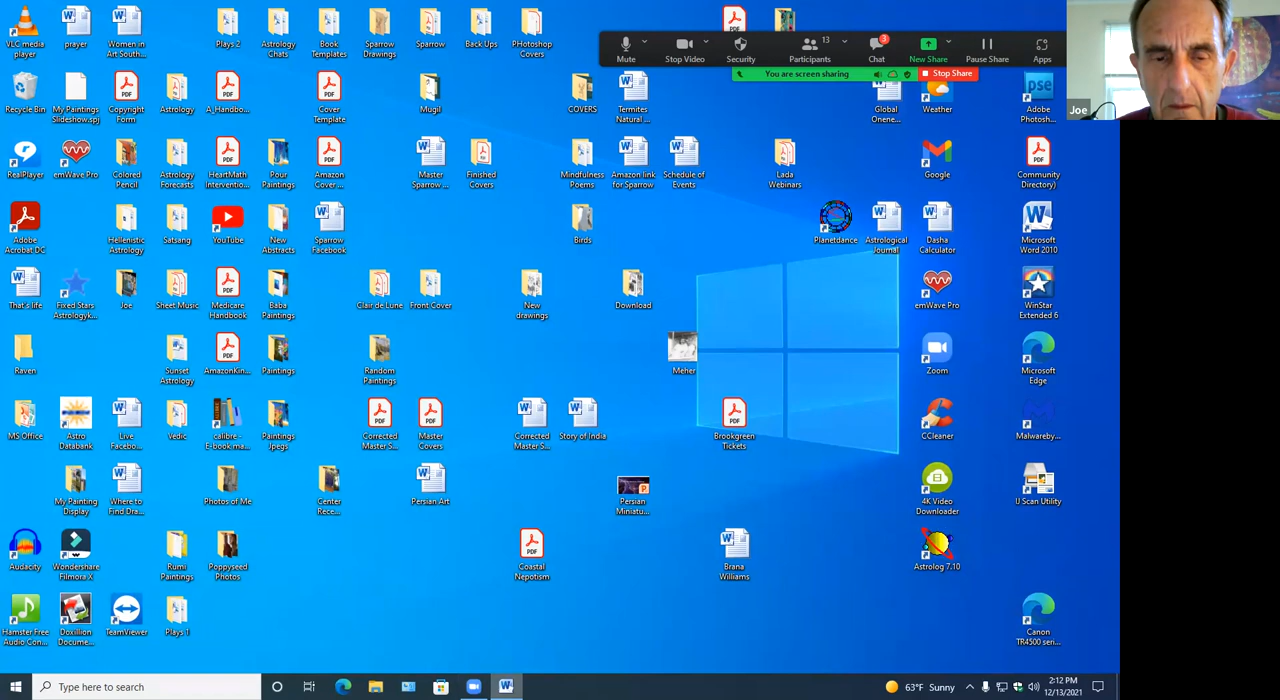 Mute
Stop Video
Security
13
Participants
3
Chat
New Share
Pause Share
Apps
You are screen sharing
Stop Share
Joe
VLC media player
prayer
Women in Art South...
Plays 2
Astrology Chats
Book Templates
Sparrow Drawings
Sparrow
Back Ups
PHotoshop Covers
Recycle Bin
My Paintings Slideshow.spj
Copyright Form
Astrology
A_Handbo...
Cover Template
Mugil
COVERS
Termites Natural ...
Global Onene...
Weather
Adobe Photosh...
RealPlayer
emWave Pro
Colored Pencil
Astrology Forecasts
HeartMath Interventio...
Pour Paintings
Amazon Cover ...
Master Sparrow ...
Finished Covers
Mindfulness Poems
Amazon link for Sparrow
Schedule of Events
Lada Webinars
Google
Community Directory)
Adobe Acrobat DC
Hellenistic Astrology
Satsang
YouTube
New Abstracts
Sparrow Facebook
Birds
Planetdance
Astrological Journal
Dasha Calculator
Microsoft Word 2010
That's life
Fixed Stars Astrologyk...
Joe
Sheet Music
Medicare Handbook
Baba Paintings
Clair de Lune
Front Cover
New drawings
Download
emWave Pro
WinStar Extended 6
Raven
Sunset Astrology
AmazonKin...
Paintings
Random Paintings
Meher
Zoom
Microsoft Edge
MS Office
Astro Databank
Live Facebo...
Vedic
calibre - E-book ma...
Paintings Jpegs
Corrected Master S...
Master Covers
Corrected Master S...
Story of India
Brookgreen Tickets
CCleaner
Malwareby...
My Painting Display
Where to Find Dra...
Photos of Me
Center Rece...
Persian Art
Persian Miniatu...
4K Video Downloader
IJ Scan Utility
Audacity
Wondershare Filmora X
Rumi Paintings
Poppyseed Photos
Coastal Nepotism
Brana Williams
Astrolog 7.10
Hamster Free Audio Con...
Doxillion Docume...
TeamViewer
Plays 1
Canon TR4500 seri...
Type here to search
63°F Sunny
2:12 PM
12/13/2021